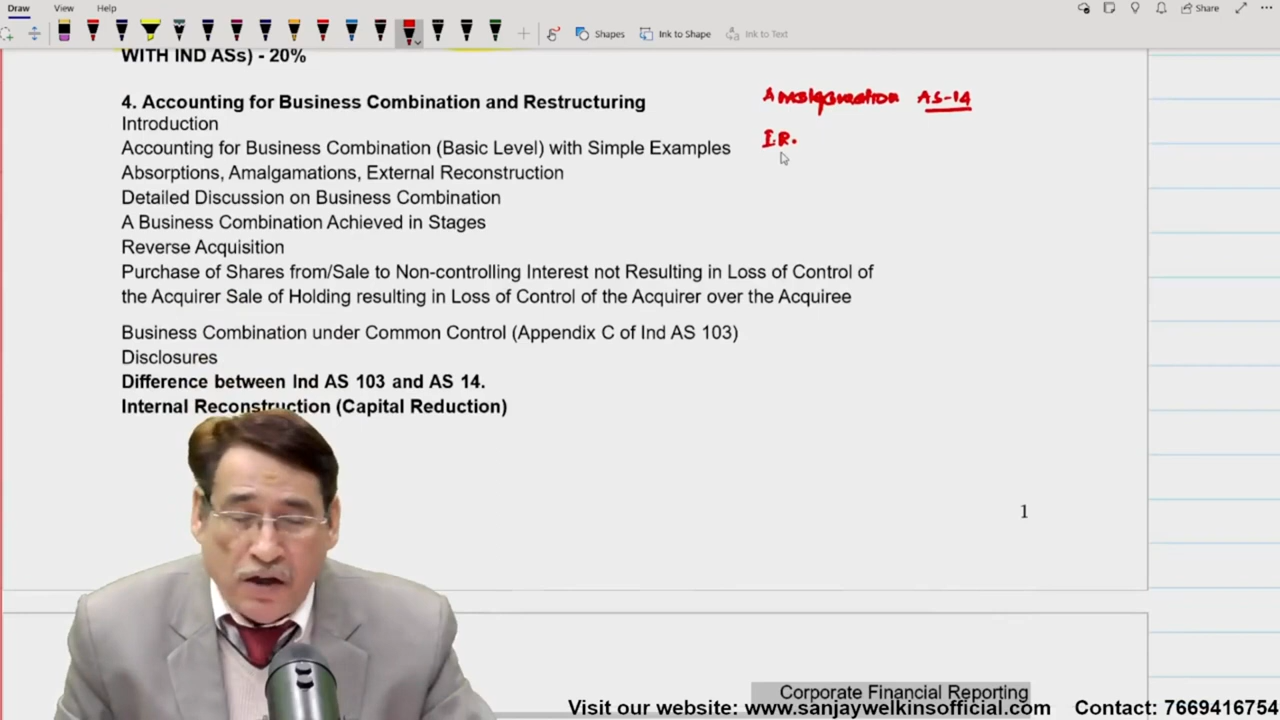 Draw View Help Share
Shapes Ink to Shape Ink to Text
WITH IND ASs) - 20%
4. Accounting for Business Combination and Restructuring
Amalgamation AS-14
Introduction
I.R.
Accounting for Business Combination (Basic Level) with Simple Examples
Absorptions, Amalgamations, External Reconstruction
Detailed Discussion on Business Combination
A Business Combination Achieved in Stages
Reverse Acquisition
Purchase of Shares from/Sale to Non-controlling Interest not Resulting in Loss of Control of
the Acquirer Sale of Holding resulting in Loss of Control of the Acquirer over the Acquiree
Business Combination under Common Control (Appendix C of Ind AS 103)
Disclosures
Difference between Ind AS 103 and AS 14.
Internal Reconstruction (Capital Reduction)
1
Corporate Financial Reporting
Visit our website: www.sanjaywelkinsofficial.com Contact: 7669416754